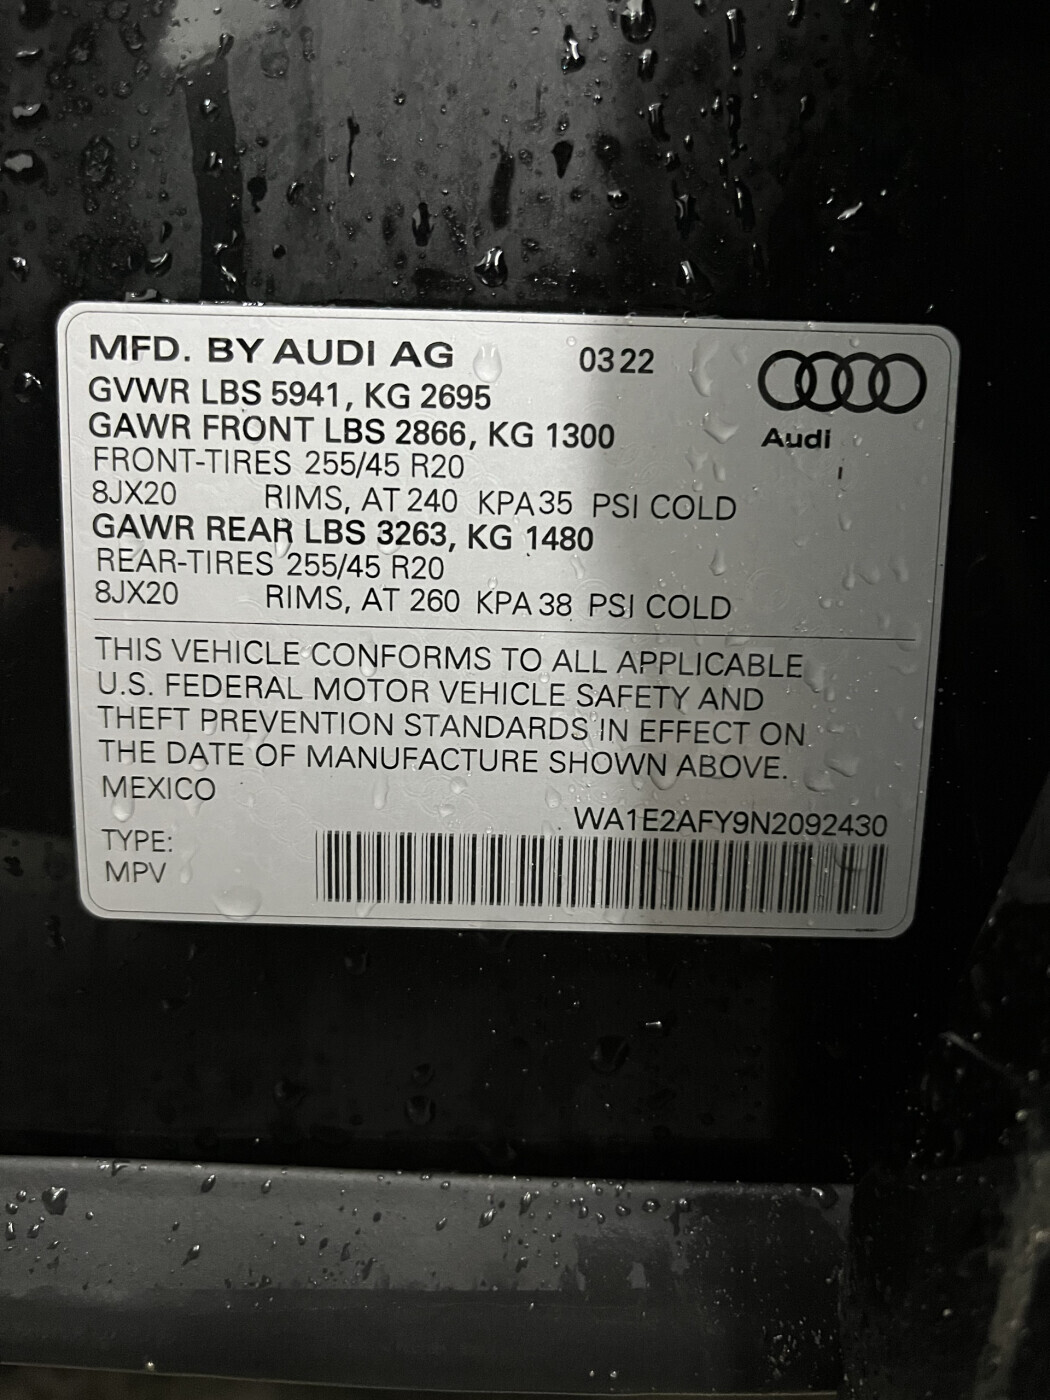 MFD. BY AUDI AG 0322
GVWR LBS 5941, KG 2695
GAWR FRONT LBS 2866, KG 1300
Audi
FRONT-TIRES 255/45 R20
8JX20 RIMS, AT 240 KPA 35 PSI COLD
GAWR REAR LBS 3263, KG 1480
REAR-TIRES 255/45 R20
8JX20 RIMS, AT 260 KPA 38 PSI COLD
THIS VEHICLE CONFORMS TO ALL APPLICABLE
U.S. FEDERAL MOTOR VEHICLE SAFETY AND
THEFT PREVENTION STANDARDS IN EFFECT ON
THE DATE OF MANUFACTURE SHOWN ABOVE.
MEXICO
WA1E2AFY9N2092430
TYPE:
MPV